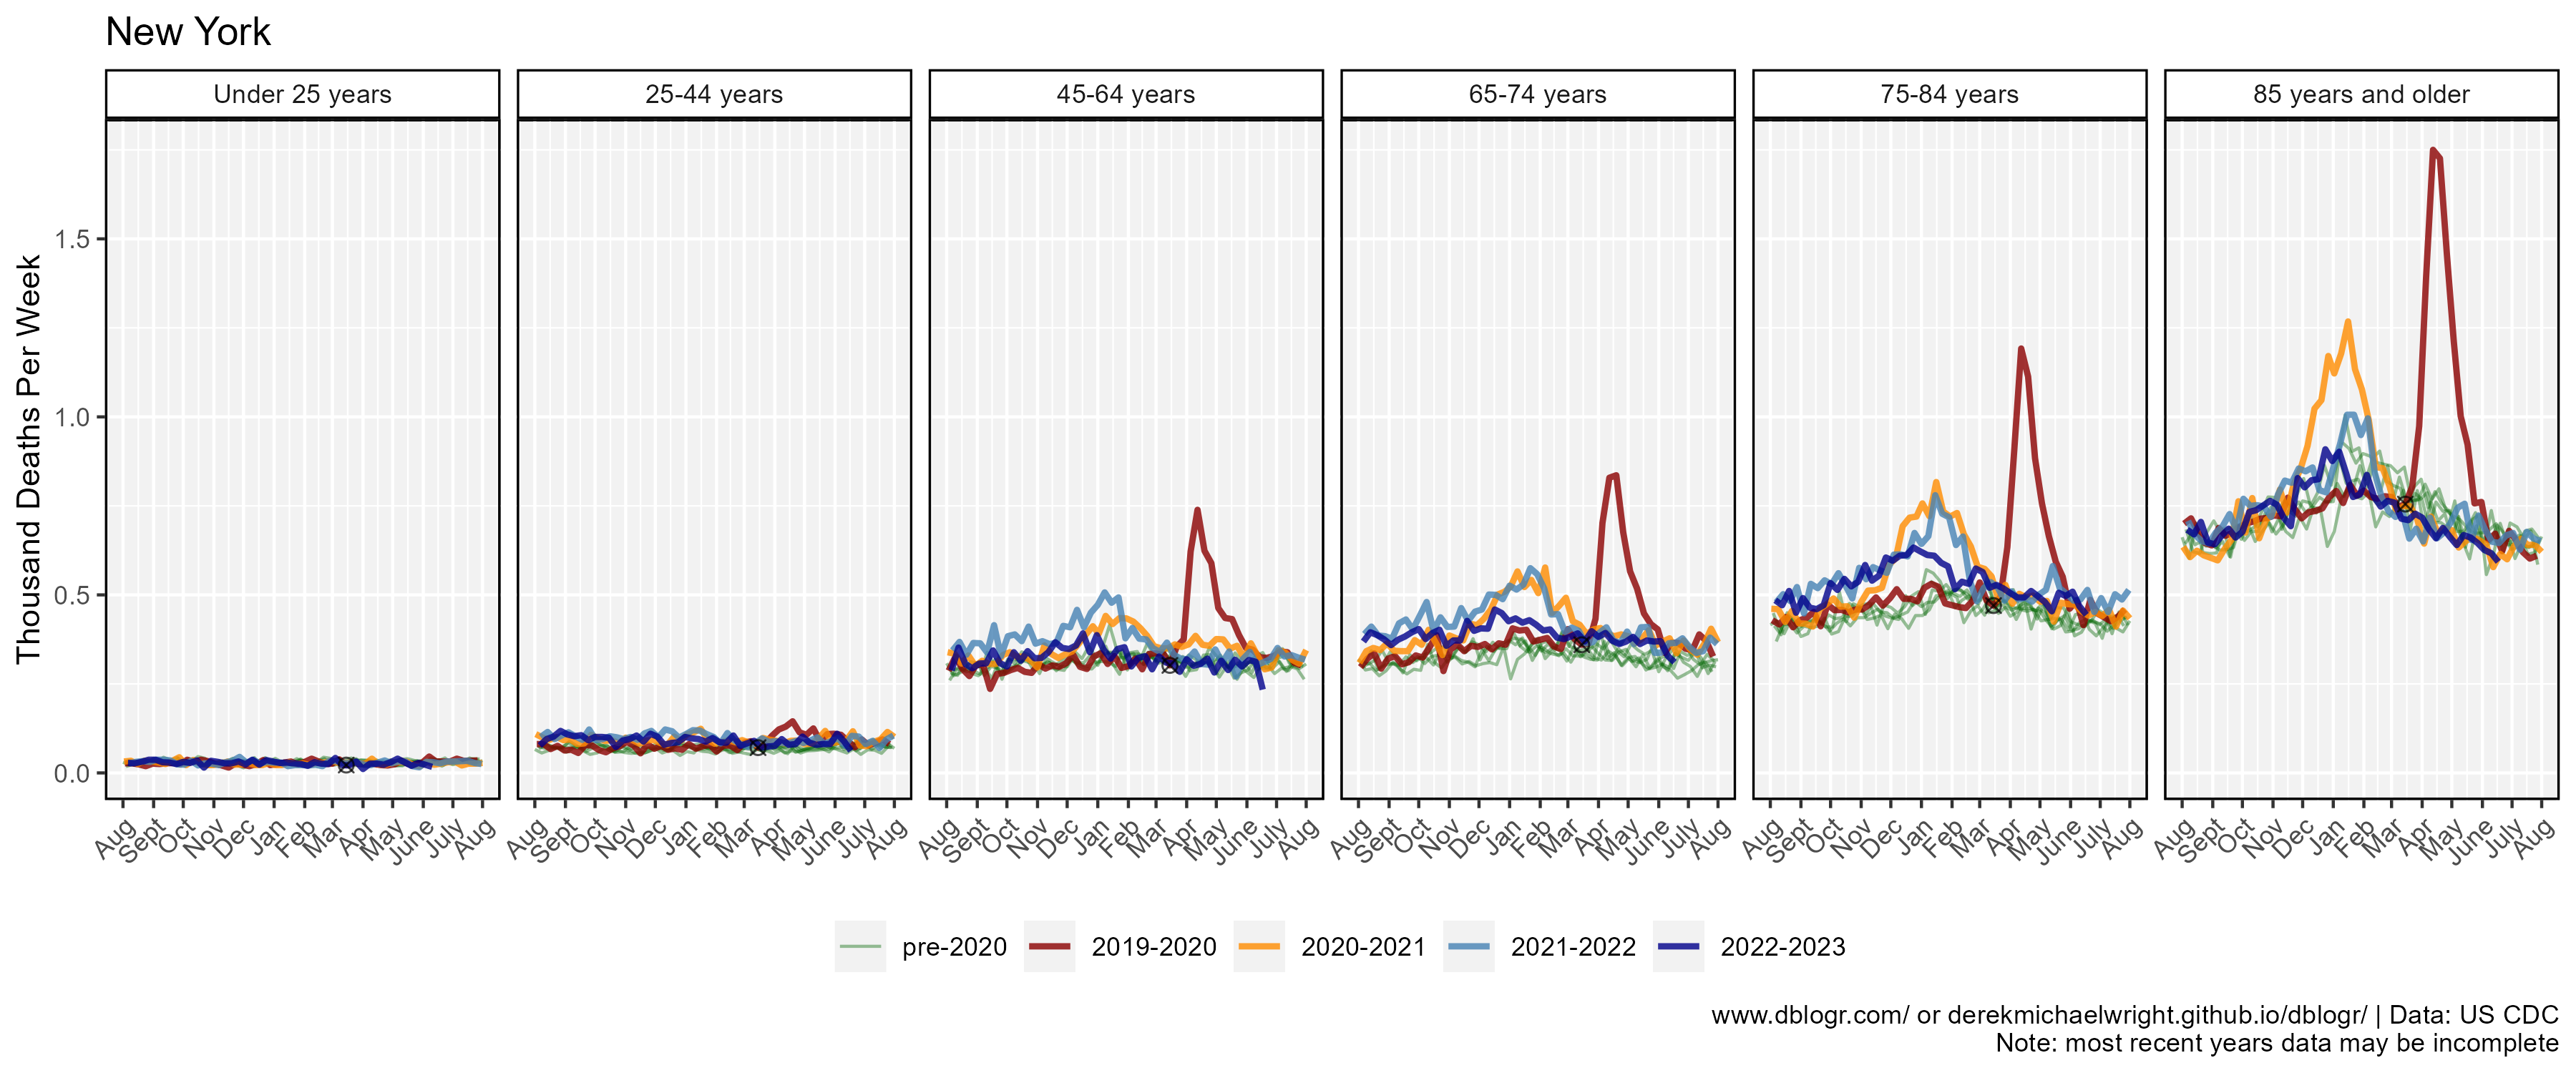 New York
Under 25 years
25-44 years
45-64 years
65-74 years
75-84 years
85 years and older
Thousand Deaths Per Week
1.5
1.0
0.5
0.0
Aug Sept Oct Nov Dec Jan Feb Mar Apr May June July Aug
Aug Sept Oct Nov Dec Jan Feb Mar Apr May June July Aug
Aug Sept Oct Nov Dec Jan Feb Mar Apr May June July Aug
Aug Sept Oct Nov Dec Jan Feb Mar Apr May June July Aug
Aug Sept Oct Nov Dec Jan Feb Mar Apr May June July Aug
Aug Sept Oct Nov Dec Jan Feb Mar Apr May June July Aug
pre-2020 2019-2020 2020-2021 2021-2022 2022-2023
www.dblogr.com/ or derekmichaelwright.github.io/dblogr/ | Data: US CDC
Note: most recent years data may be incomplete